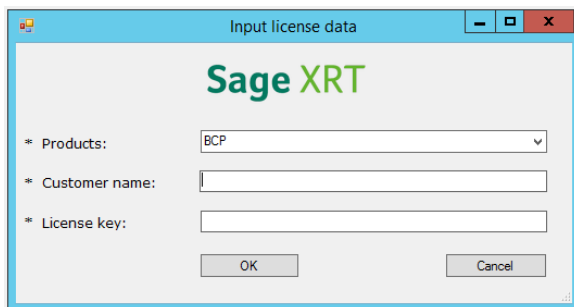 Input license data
Sage XRT
* Products: BCP
* Customer name:
* License key:
OK Cancel